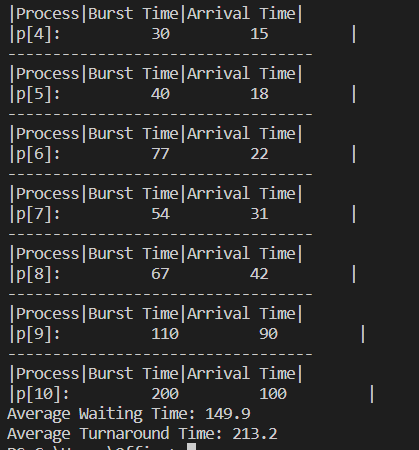 |Process|Burst Time|Arrival Time|
|p[4]: 30 15 |
----------------------------------
|Process|Burst Time|Arrival Time|
|p[5]: 40 18 |
----------------------------------
|Process|Burst Time|Arrival Time|
|p[6]: 77 22 |
----------------------------------
|Process|Burst Time|Arrival Time|
|p[7]: 54 31 |
----------------------------------
|Process|Burst Time|Arrival Time|
|p[8]: 67 42 |
----------------------------------
|Process|Burst Time|Arrival Time|
|p[9]: 110 90 |
----------------------------------
|Process|Burst Time|Arrival Time|
|p[10]: 200 100 |
Average Waiting Time: 149.9
Average Turnaround Time: 213.2